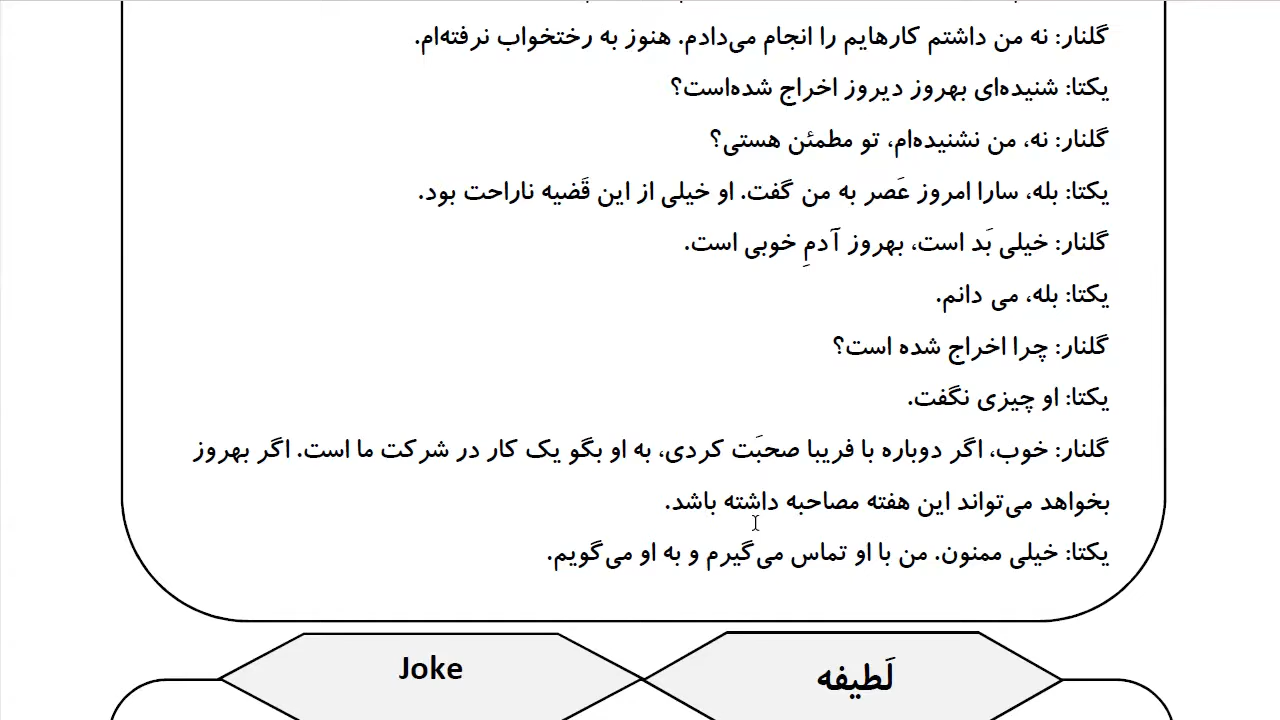 گلنار: نه من داشتم کارهایم را انجام می‌دادم. هنوز به رختخواب نرفته‌ام.
یکتا: شنیده‌ای بهروز دیروز اخراج شده‌است؟
گلنار: نه، من نشنیده‌ام، تو مطمئن هستی؟
یکتا: بله، سارا امروز عَصر به من گفت. او خیلی از این قَضیه ناراحت بود.
گلنار: خیلی بَد است، بهروز آدمِ خوبی است.
یکتا: بله، می دانم.
گلنار: چرا اخراج شده است؟
یکتا: او چیزی نگفت.
گلنار: خوب، اگر دوباره با فریبا صحبَت کردی، به او بگو یک کار در شرکت ما است. اگر بهروز
بخواهد می‌تواند این هفته مصاحبه داشته باشد.
یکتا: خیلی ممنون. من با او تماس می‌گیرم و به او می‌گویم.
لَطیفه
Joke